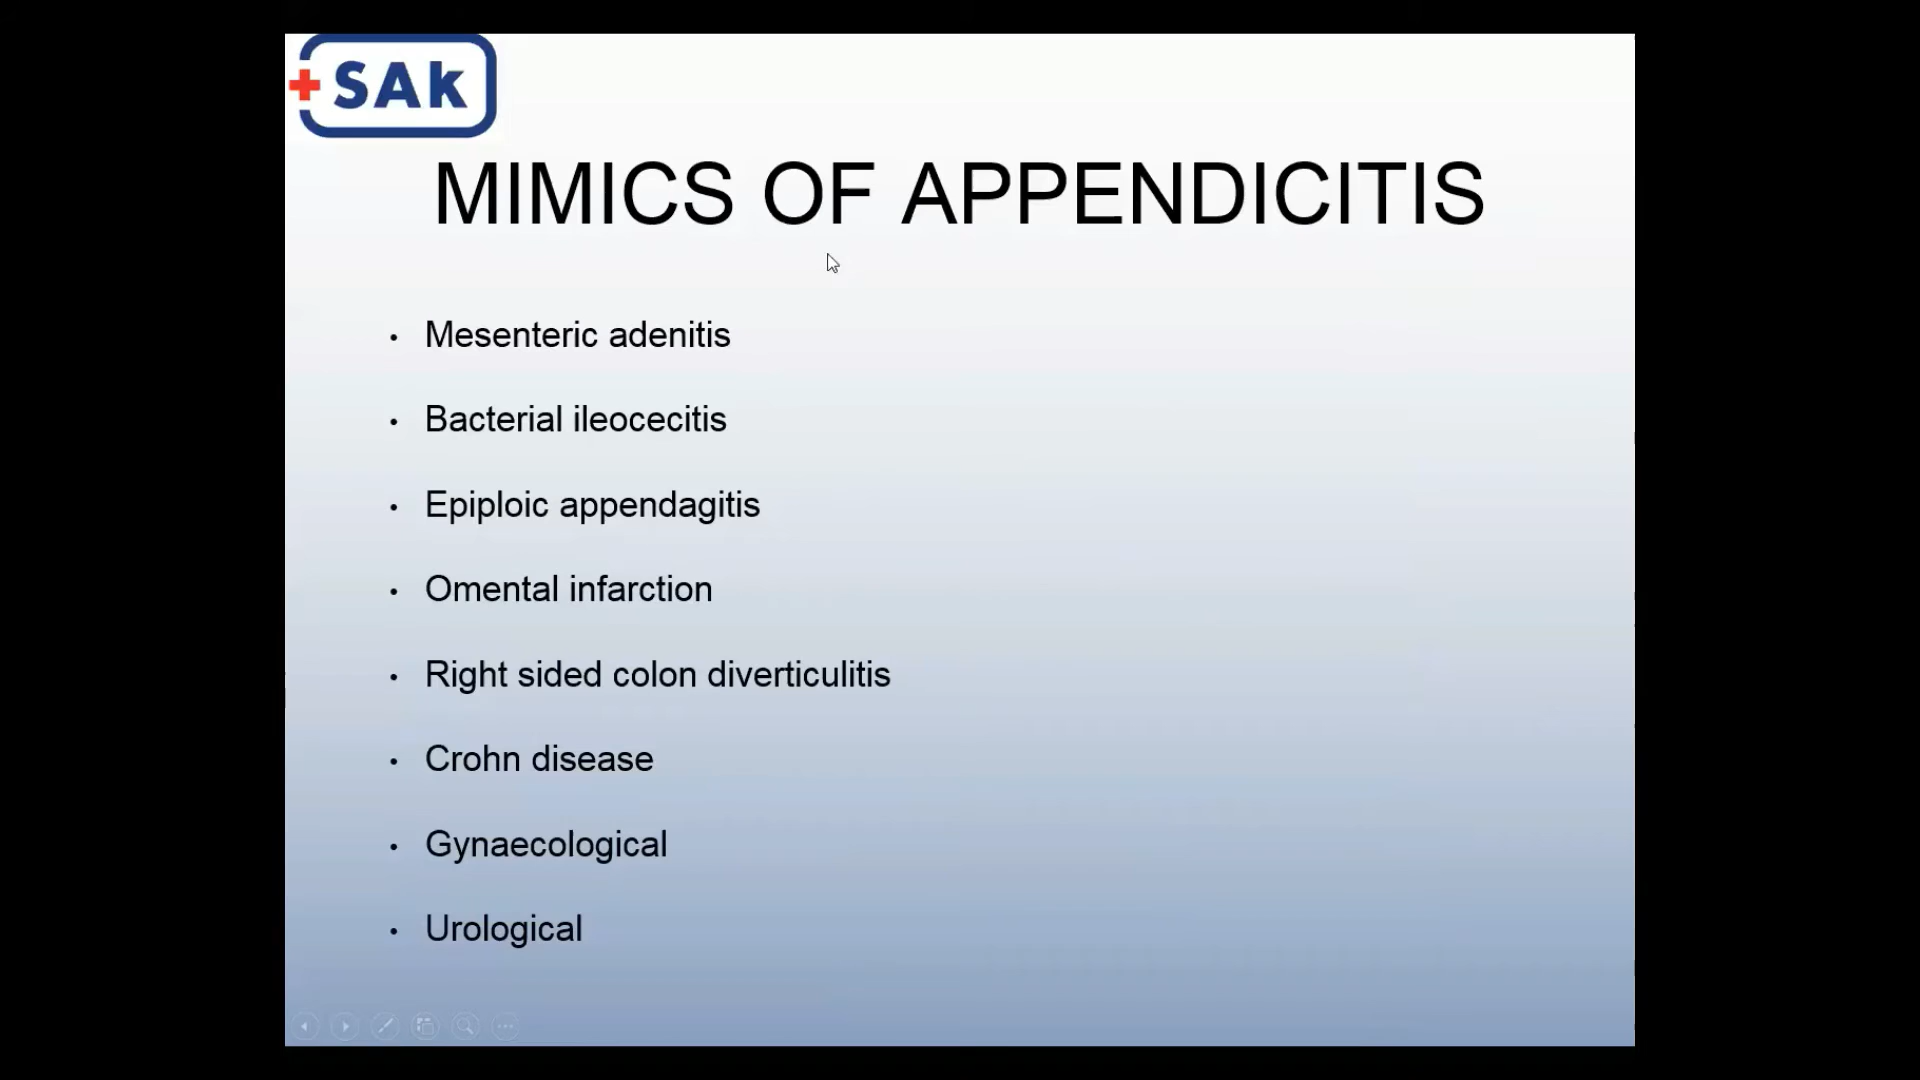 SAk
MIMICS OF APPENDICITIS
• Mesenteric adenitis
• Bacterial ileocecitis
• Epiploic appendagitis
• Omental infarction
• Right sided colon diverticulitis
• Crohn disease
• Gynaecological
• Urological